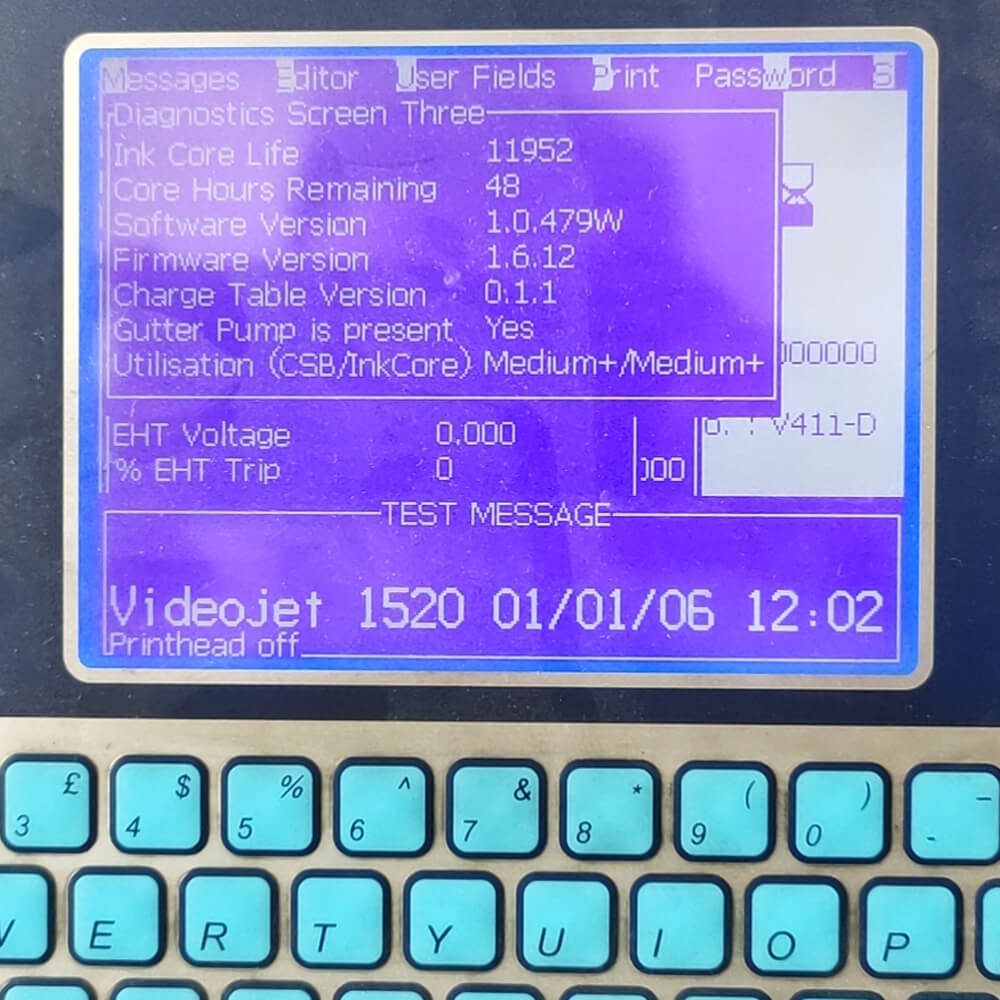 Messages Editor User Fields Print Password S
Diagnostics Screen Three
Ink Core Life 11952
Core Hours Remaining 48
Software Version 1.0.479W
Firmware Version 1.6.12
Charge Table Version 0.1.1
Gutter Pump is present Yes
Utilisation (CSB/InkCore) Medium+/Medium+
000000
o. : V411-D
EHT Voltage 0.000
% EHT Trip 0 000
TEST MESSAGE
Videojet 1520 01/01/06 12:02
Printhead off
£ $ % ^ & * ( ) _
3 4 5 6 7 8 9 0 -
W E R T Y U I O P